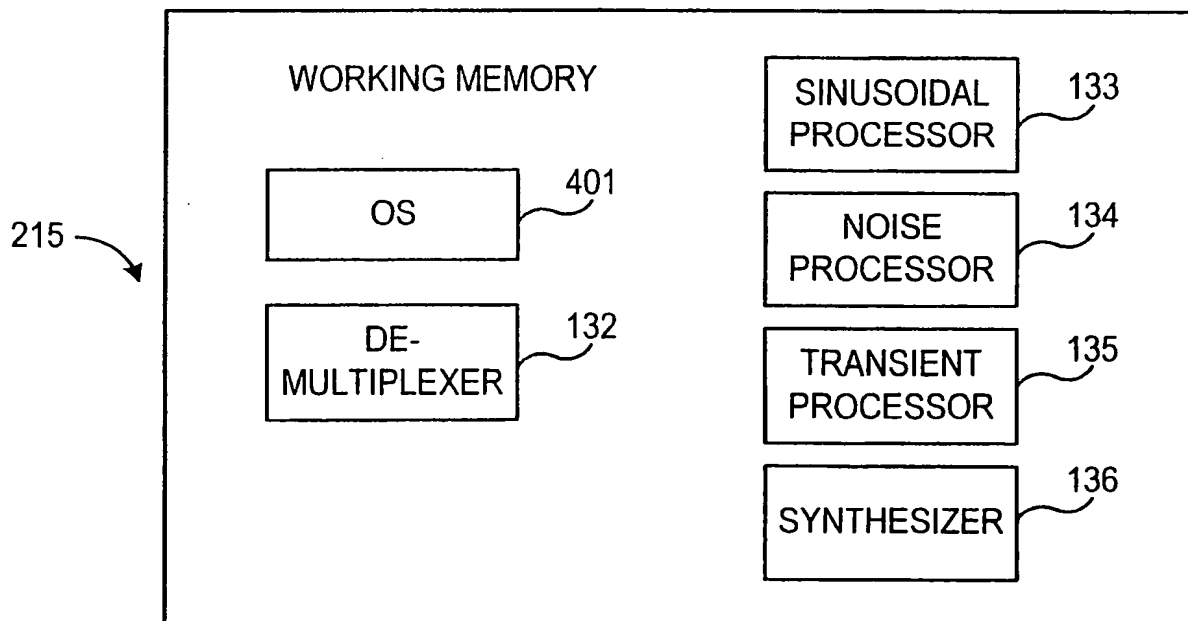 WORKING MEMORY
215
OS
401
DE-
MULTIPLEXER
132
SINUSOIDAL
PROCESSOR
133
NOISE
PROCESSOR
134
TRANSIENT
PROCESSOR
135
SYNTHESIZER
136